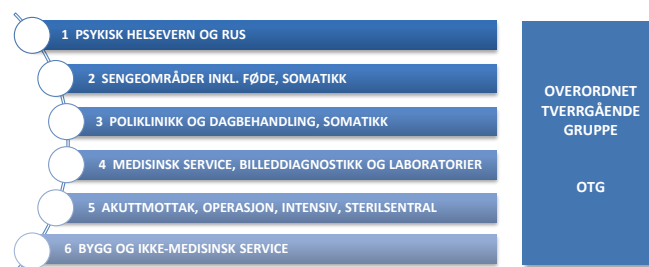 1 PSYKISK HELSEVERN OG RUS
2 SENGEOMRÅDER INKL. FØDE, SOMATIKK
3 POLIKLINIKK OG DAGBEHANDLING, SOMATIKK
4 MEDISINSK SERVICE, BILLEDDIAGNOSTIKK OG LABORATORIER
5 AKUTTMOTTAK, OPERASJON, INTENSIV, STERILSENTRAL
6 BYGG OG IKKE-MEDISINSK SERVICE
OVERORDNET
TVERRGÅENDE
GRUPPE
OTG